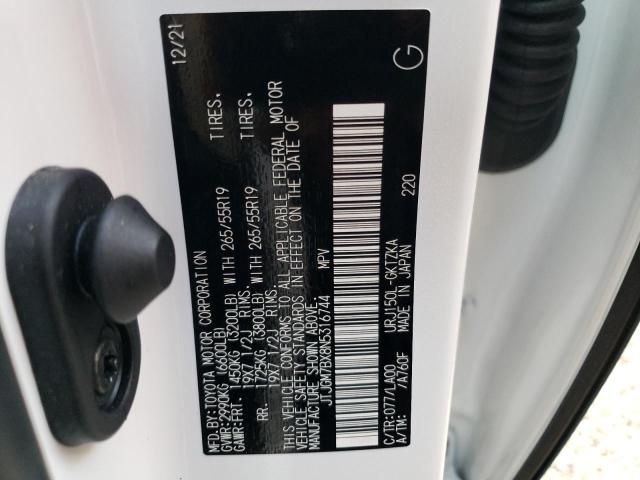 MFD.BY:TOYOTA MOTOR CORPORATION 12/21
GVWR:2990KG (6600LB)
GAWR:FRT. 1450KG (3200LB) WITH 265/55R19 TIRES,
19X7 1/2J RIMS.
RR. 1725KG (3800LB) WITH 265/55R19 TIRES,
19X7 1/2J RIMS.
THIS VEHICLE CONFORMS TO ALL APPLICABLE FEDERAL MOTOR
VEHICLE SAFETY STANDARDS IN EFFECT ON THE DATE OF
MANUFACTURE SHOWN ABOVE.
JTJGM7BX8N5316744 MPV
220
C/TR:077/LA00 URJ150L-GKTZKA
A/TM: /A760F MADE IN JAPAN
G